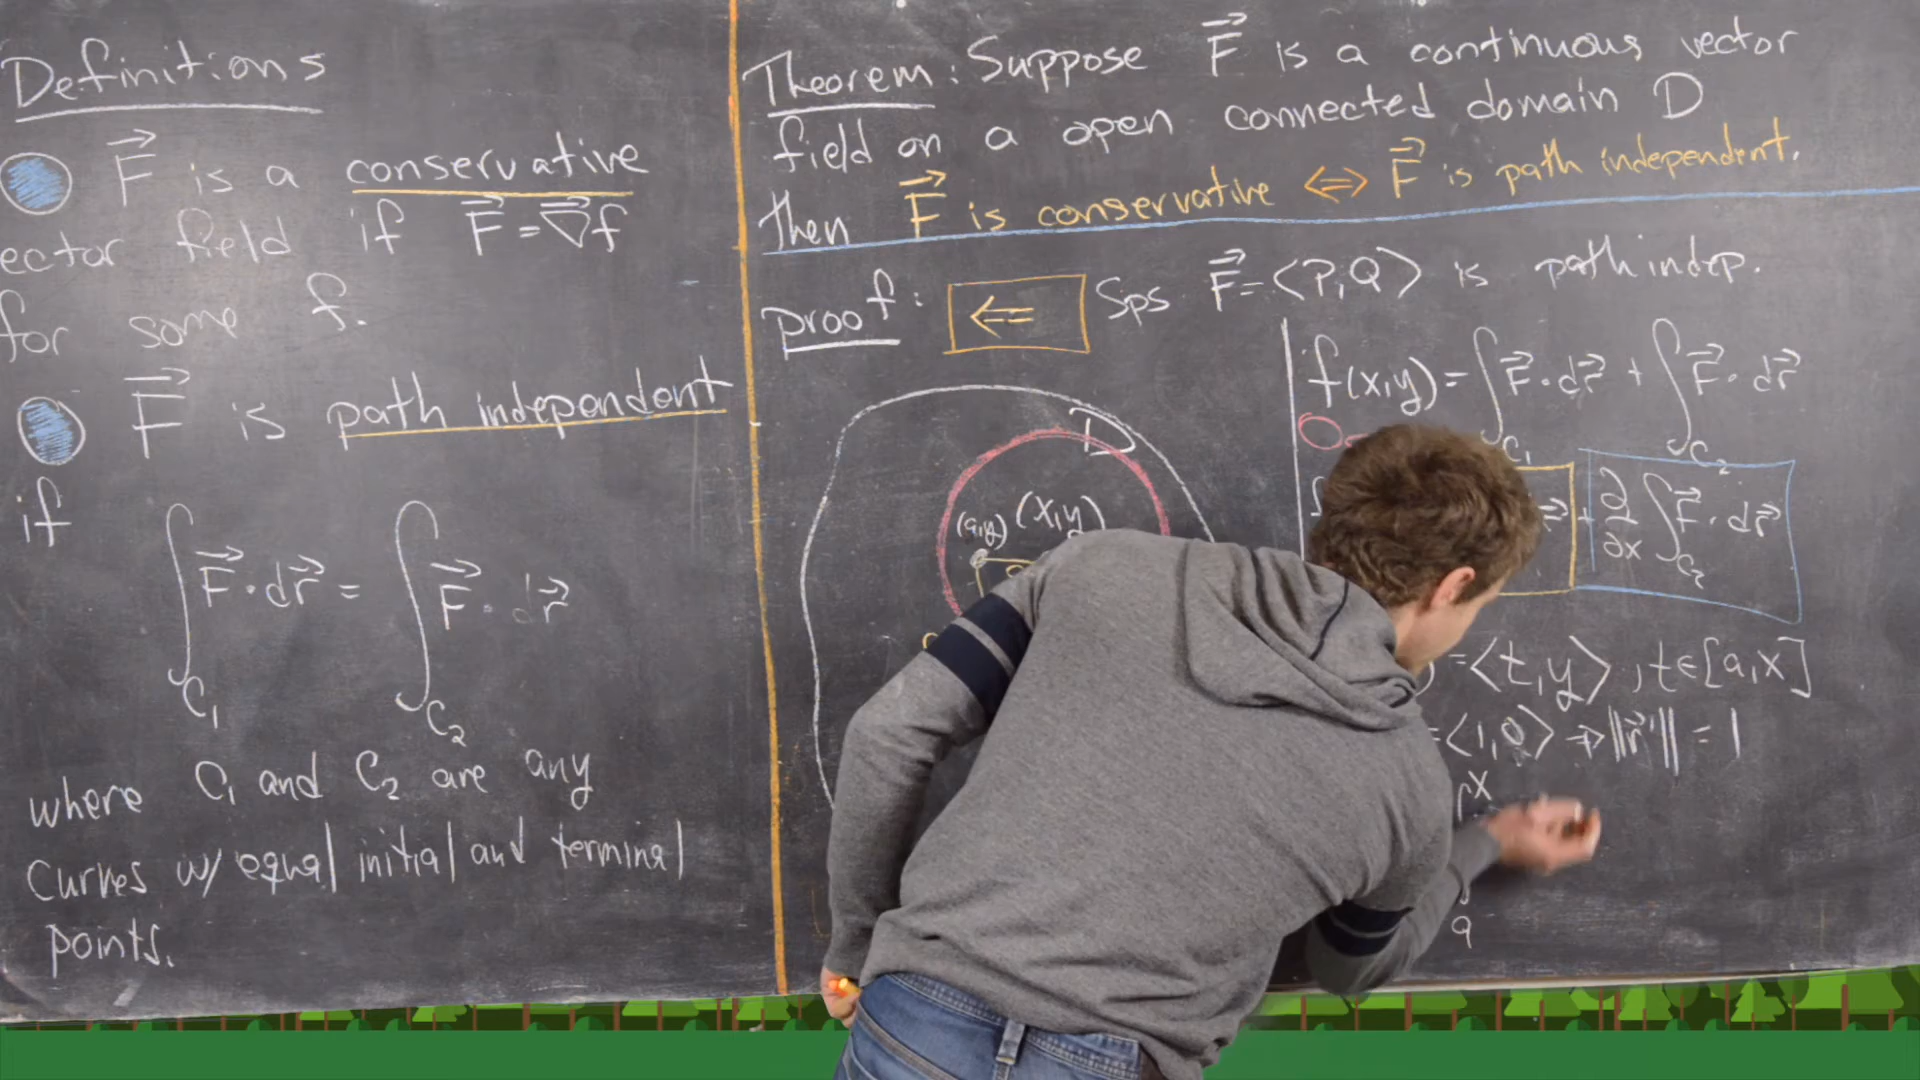 Definitions
F⃗ is a conservative
ector field if F⃗ = ∇⃗f
for some f.
F⃗ is path independent
if
∫ F⃗ · dr⃗ = ∫ F⃗ · dr⃗
C₁ C₂
where C₁ and C₂ are any
curves w/ equal initial and terminal
points.
Theorem: Suppose F⃗ is a continuous vector
field on a open connected domain D
then F⃗ is conservative ⇔ F⃗ is path independent.
Proof: ⇐ Sps F⃗ = ⟨P,Q⟩ is path indep.
D
(a,y) (x,y)
f(x,y) = ∫ F⃗ · dr⃗ + ∫ F⃗ · dr⃗
C₁ C₂
+ ∂/∂x ∫ F⃗ · dr⃗
C₂
= ⟨t,y⟩, t∈[a,x]
= ⟨1,0⟩ → ‖r⃗'‖ = 1
x
a